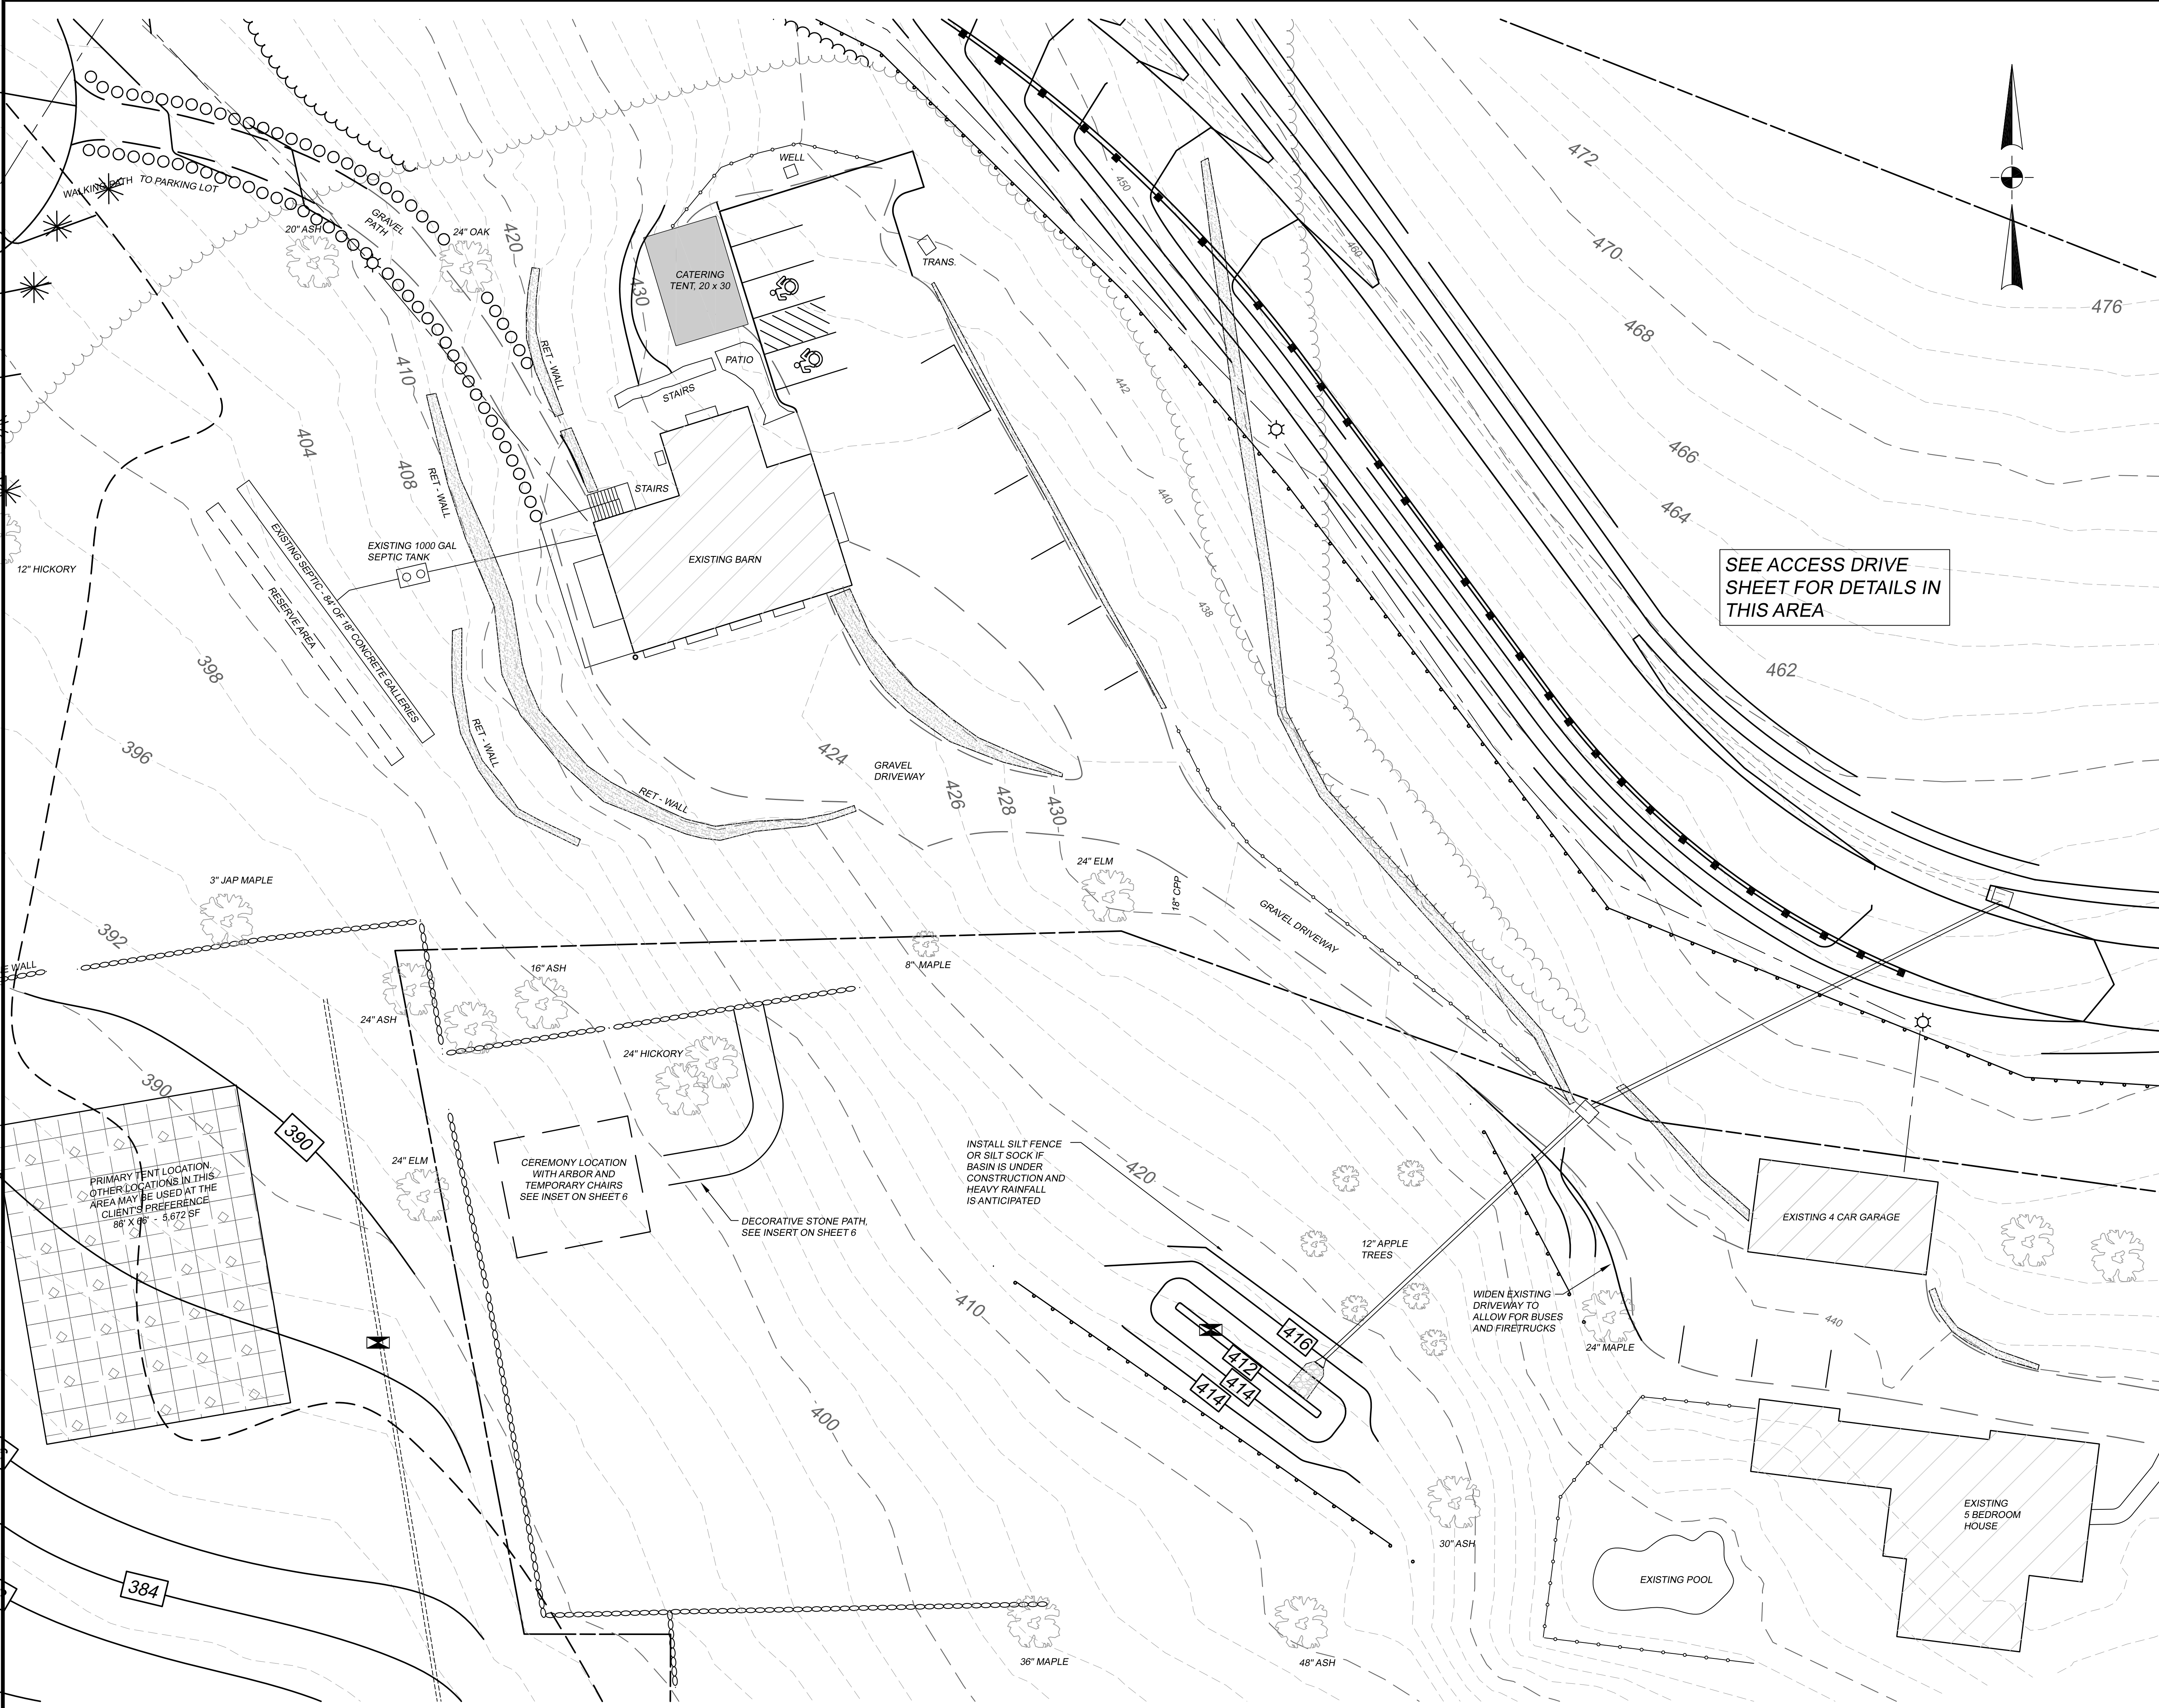 WALKING PATH TO PARKING LOT
GRAVEL
PATH
20" ASH
24" OAK
420
410
404
408
RET - WALL
RET - WALL
430
WELL
CATERING
TENT, 20 x 30
PATIO
STAIRS
STAIRS
TRANS.
450
460
442
440
438
472
470
468
466
464
462
476
SEE ACCESS DRIVE
SHEET FOR DETAILS IN
THIS AREA
12" HICKORY
EXISTING 1000 GAL
SEPTIC TANK
EXISTING SEPTIC - 84' OF 18" CONCRETE GALLERIES
RESERVE AREA
EXISTING BARN
398
396
392
RET - WALL
RET - WALL
424
GRAVEL
DRIVEWAY
426
428
430
24" ELM
18" CPP
GRAVEL DRIVEWAY
3" JAP MAPLE
WALL
24" ASH
16" ASH
8" MAPLE
24" HICKORY
390
390
PRIMARY TENT LOCATION.
OTHER LOCATIONS IN THIS
AREA MAY BE USED AT THE
CLIENT'S PREFERENCE
86' X 66' - 5,672 SF
24" ELM
CEREMONY LOCATION
WITH ARBOR AND
TEMPORARY CHAIRS
SEE INSET ON SHEET 6
DECORATIVE STONE PATH,
SEE INSERT ON SHEET 6
INSTALL SILT FENCE
OR SILT SOCK IF
BASIN IS UNDER
CONSTRUCTION AND
HEAVY RAINFALL
IS ANTICIPATED
420
410
400
12" APPLE
TREES
416
412
414
414
WIDEN EXISTING
DRIVEWAY TO
ALLOW FOR BUSES
AND FIRETRUCKS
24" MAPLE
EXISTING 4 CAR GARAGE
440
EXISTING
5 BEDROOM
HOUSE
EXISTING POOL
30" ASH
48" ASH
36" MAPLE
384